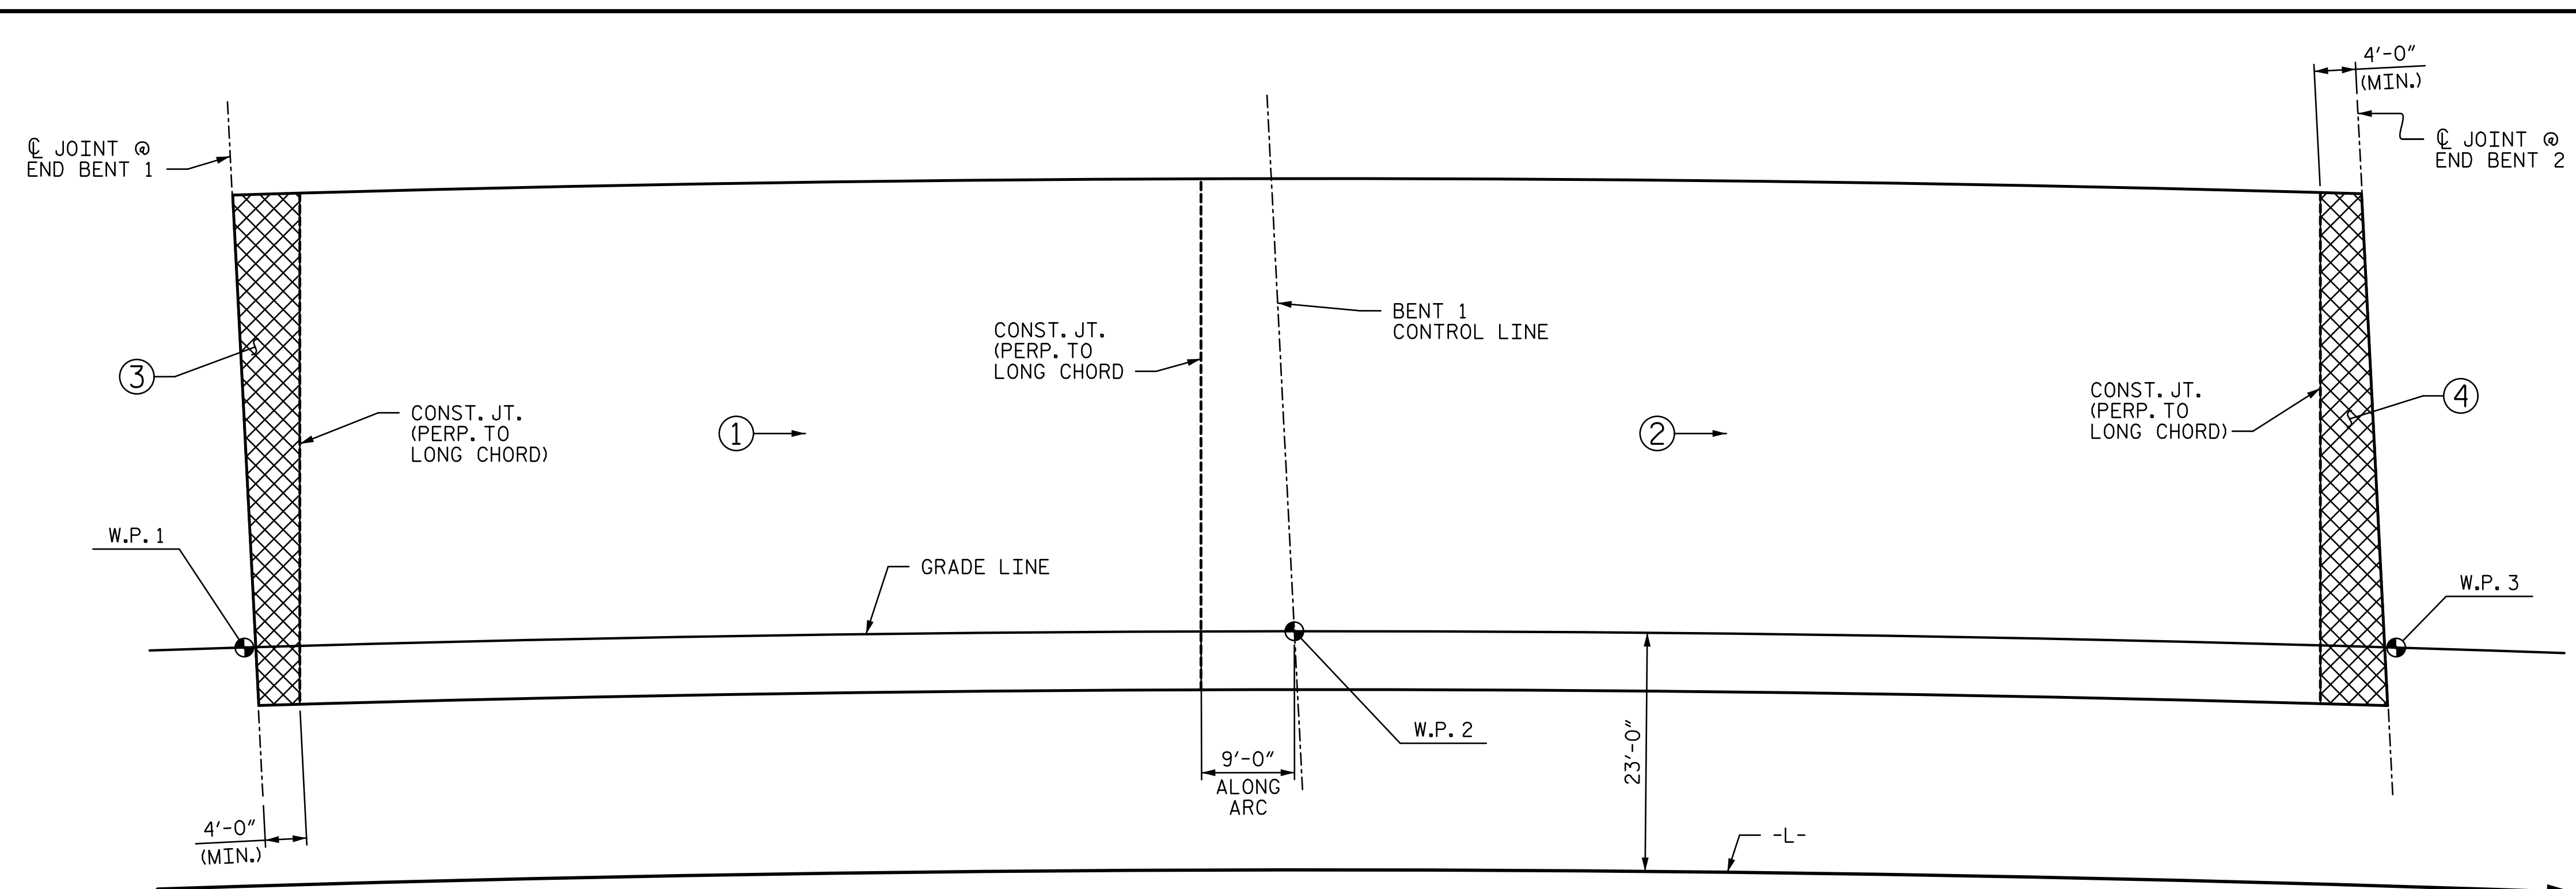 4'-0"
(MIN.)
℄ JOINT @
END BENT 1
℄ JOINT @
END BENT 2
BENT 1
CONTROL LINE
CONST. JT.
(PERP. TO
LONG CHORD
3
CONST. JT.
(PERP. TO
LONG CHORD)
1
2
CONST. JT.
(PERP. TO
LONG CHORD)
4
W.P. 1
GRADE LINE
W.P. 3
W.P. 2
23'-0"
9'-0"
ALONG
ARC
4'-0"
(MIN.)
-L-